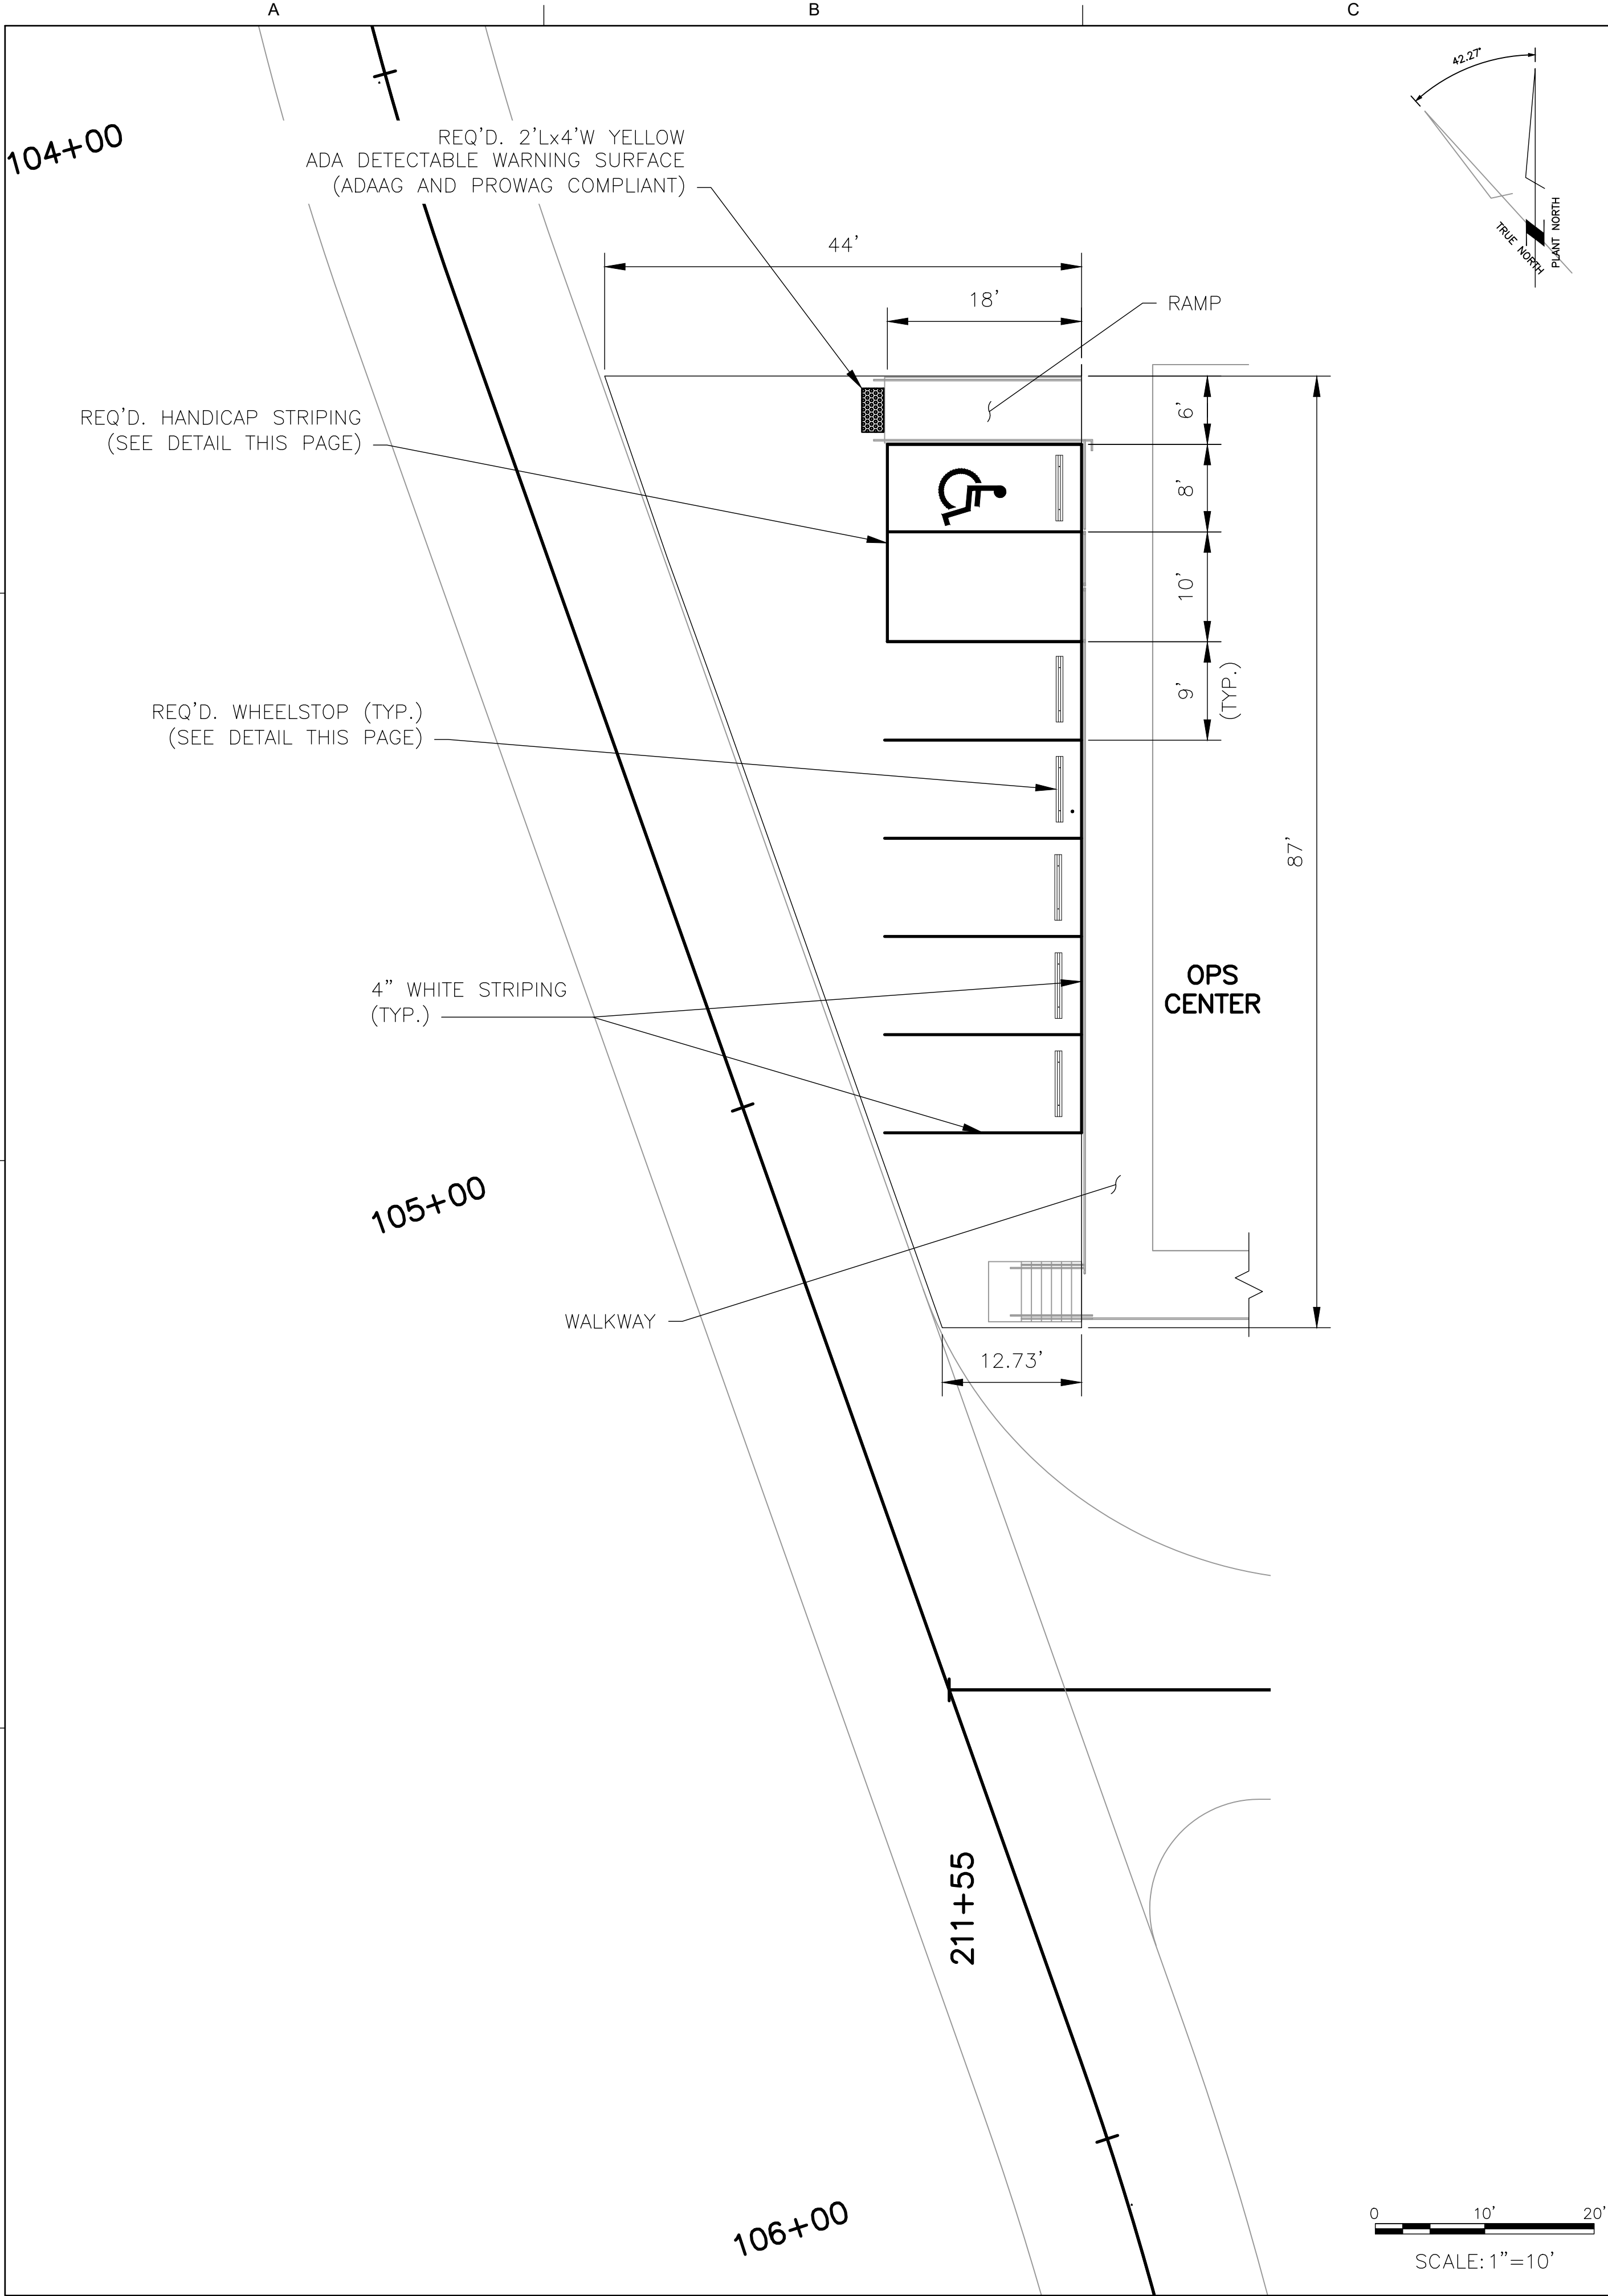 A
B
C
42.27°
TRUE NORTH
PLANT NORTH
104+00
REQ'D. 2'Lx4'W YELLOW
ADA DETECTABLE WARNING SURFACE
(ADAAG AND PROWAG COMPLIANT)
44'
18'
RAMP
REQ'D. HANDICAP STRIPING
(SEE DETAIL THIS PAGE)
6'
8'
10'
9'
(TYP.)
REQ'D. WHEELSTOP (TYP.)
(SEE DETAIL THIS PAGE)
87'
4" WHITE STRIPING
(TYP.)
OPS
CENTER
105+00
WALKWAY
12.73'
211+55
106+00
0 10' 20'
SCALE: 1"=10'